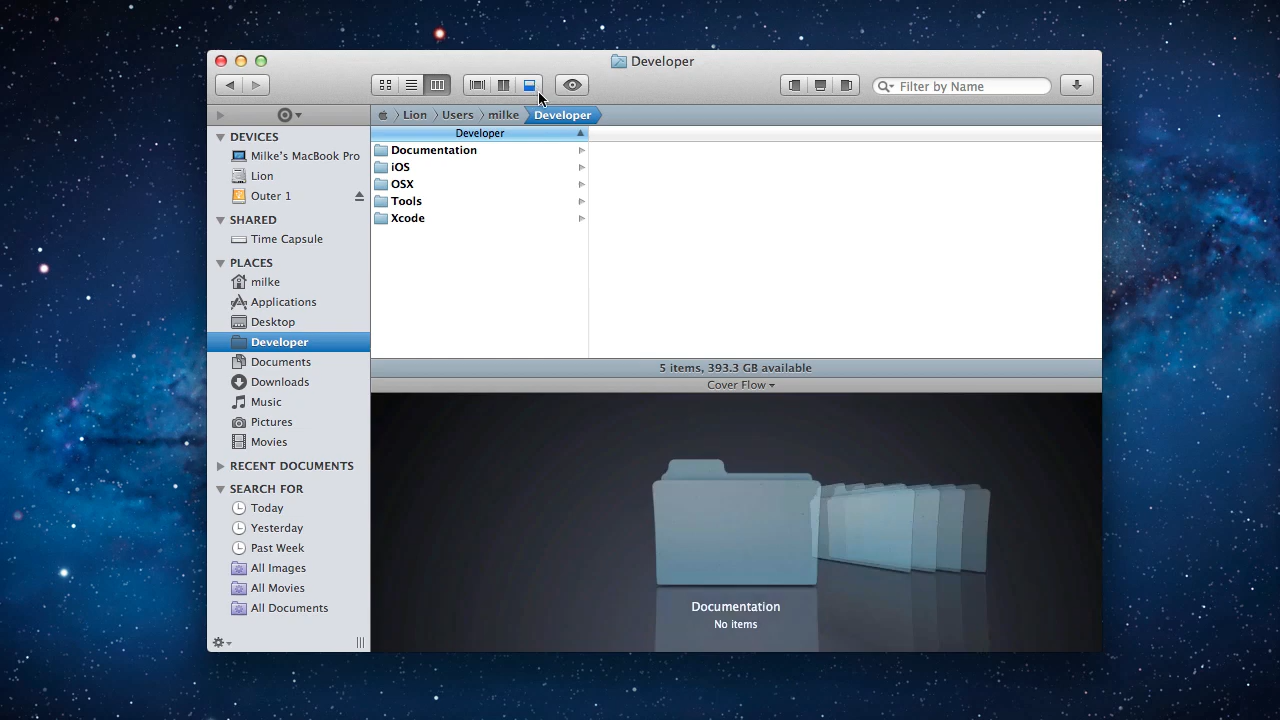 Developer
Filter by Name
Lion Users milke Developer
Developer
DEVICES
Milke's MacBook Pro
Lion
Outer 1
SHARED
Time Capsule
PLACES
milke
Applications
Desktop
Developer
Documents
Downloads
Music
Pictures
Movies
RECENT DOCUMENTS
SEARCH FOR
Today
Yesterday
Past Week
All Images
All Movies
All Documents
Documentation
iOS
OSX
Tools
Xcode
5 items, 393.3 GB available
Cover Flow
Documentation
No items